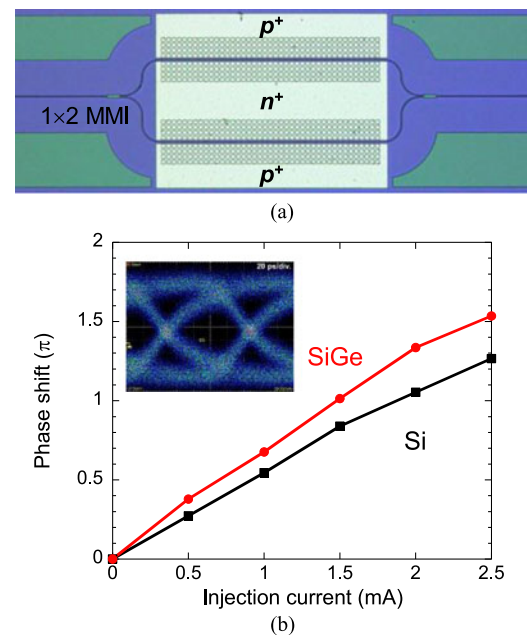 p+
n+
1×2 MMI
p+
(a)
2
1.5
1
0.5
0
Phase shift (π)
20 ps/div.
SiGe
Si
0 0.5 1 1.5 2 2.5
Injection current (mA)
(b)